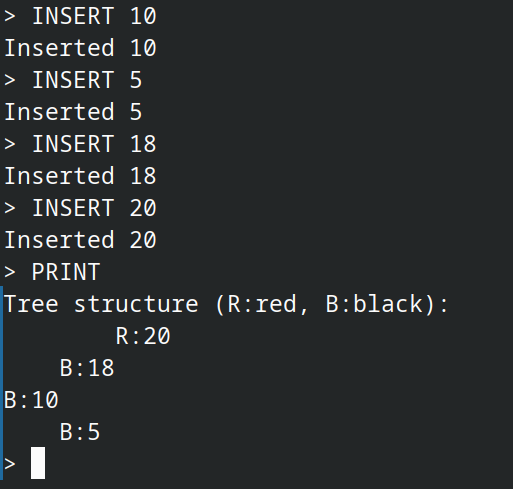 > INSERT 10
Inserted 10
> INSERT 5
Inserted 5
> INSERT 18
Inserted 18
> INSERT 20
Inserted 20
> PRINT
Tree structure (R:red, B:black):
        R:20
    B:18
B:10
    B:5
>